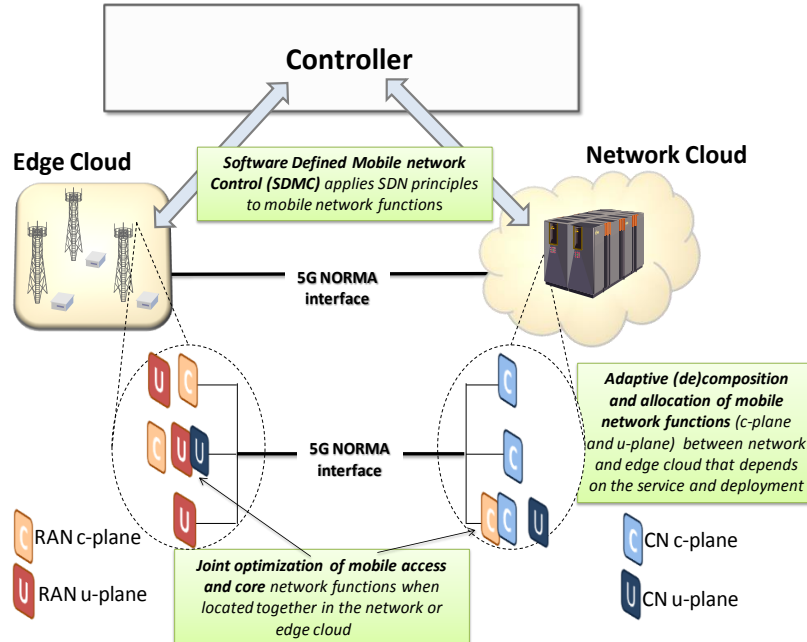 Controller
Edge Cloud
Network Cloud
Software Defined Mobile network
Control (SDMC) applies SDN principles
to mobile network functions
5G NORMA
interface
U C
C
C U U
5G NORMA
interface
C
U
C C U
Adaptive (de)composition
and allocation of mobile
network functions (c-plane
and u-plane) between network
and edge cloud that depends
on the service and deployment
C RAN c-plane
U RAN u-plane
Joint optimization of mobile access
and core network functions when
located together in the network or
edge cloud
C CN c-plane
U CN u-plane